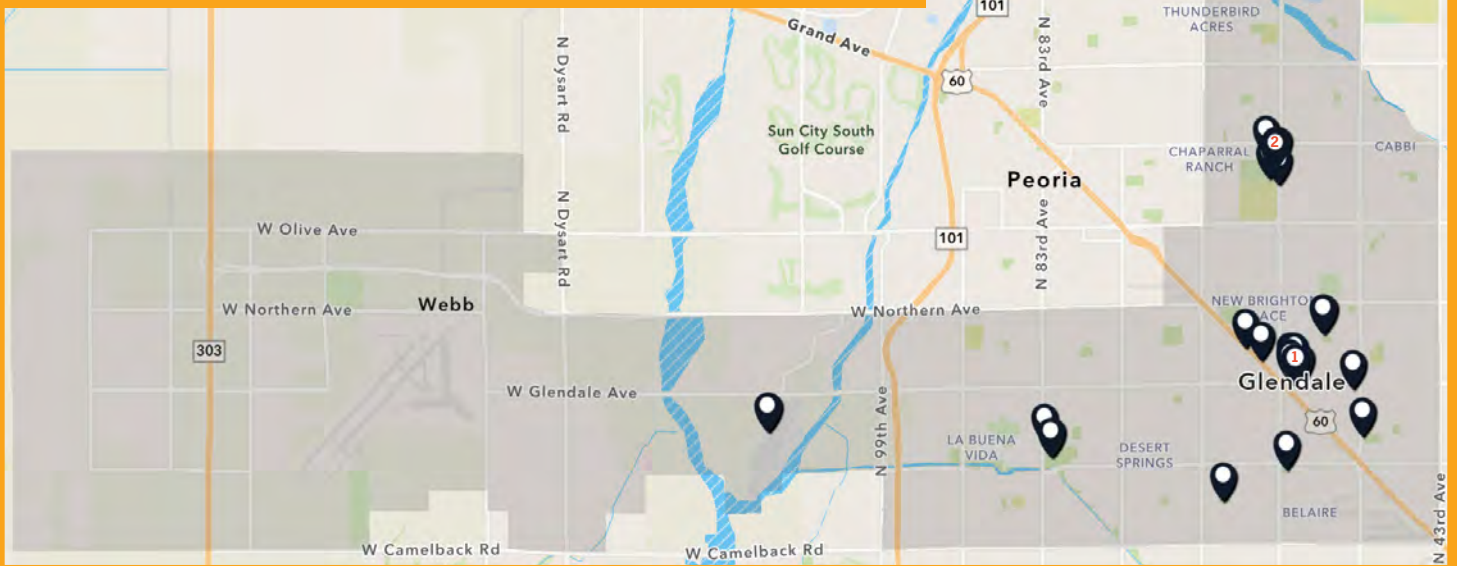 101
THUNDERBIRD
ACRES
Grand Ave
N Dysart Rd
N 83rd Ave
60
Sun City South
Golf Course
2
CHAPARRAL
RANCH
CABBI
Peoria
N Dysart Rd
N 83rd Ave
W Olive Ave
101
Webb
W Northern Ave
W Northern Ave
NEW BRIGHTON
ACE
303
1
Glendale
W Glendale Ave
N 99th Ave
60
LA BUENA
VIDA
DESERT
SPRINGS
BELAIRE
N 43rd Ave
W Camelback Rd
W Camelback Rd